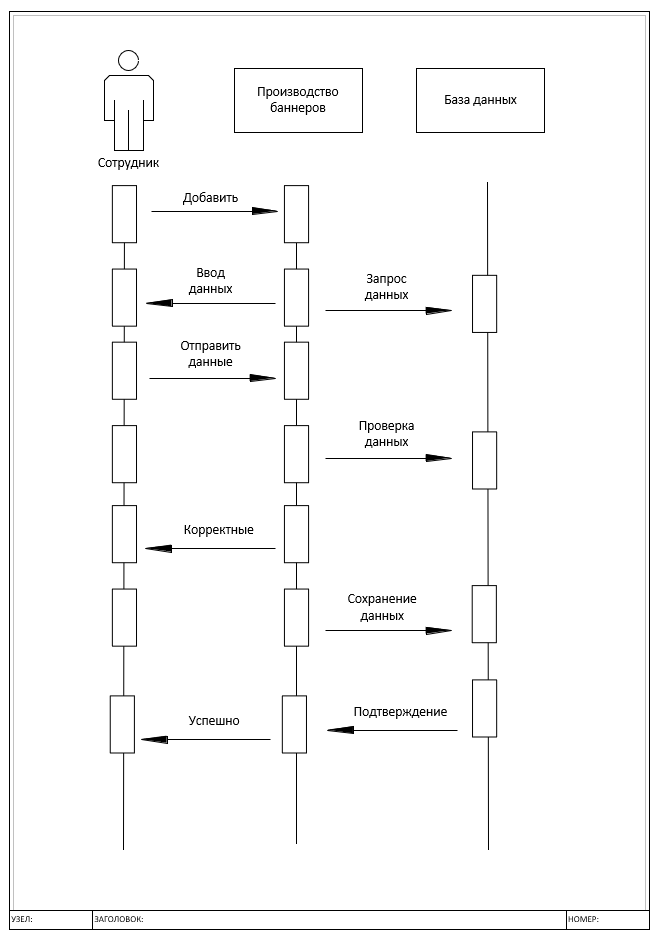 Производство
баннеров
База данных
Сотрудник
Добавить
Ввод
данных
Запрос
данных
Отправить
данные
Проверка
данных
Корректные
Сохранение
данных
Подтверждение
Успешно
УЗЕЛ:
ЗАГОЛОВОК:
НОМЕР: